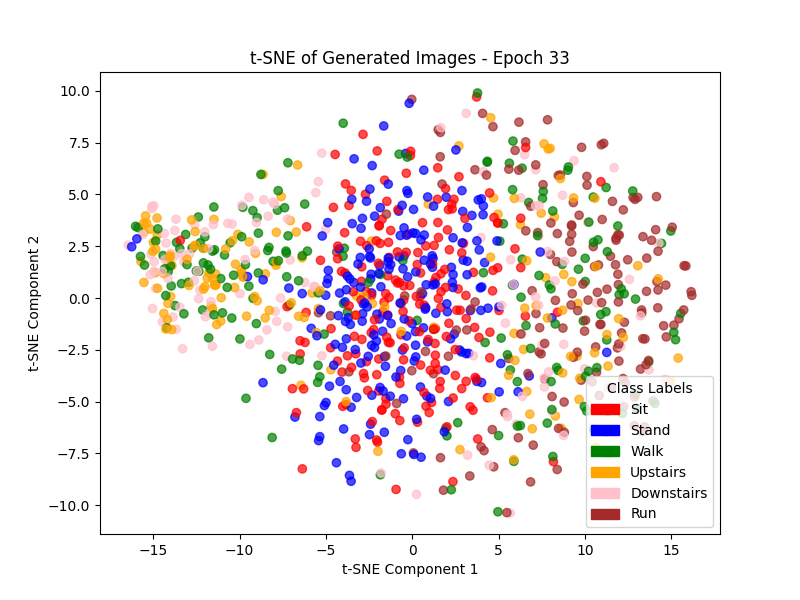 t-SNE of Generated Images - Epoch 33
10.0
7.5
5.0
2.5
0.0
−2.5
−5.0
−7.5
−10.0
t-SNE Component 2
−15
−10
−5
0
5
10
15
t-SNE Component 1
Class Labels
Sit
Stand
Walk
Upstairs
Downstairs
Run